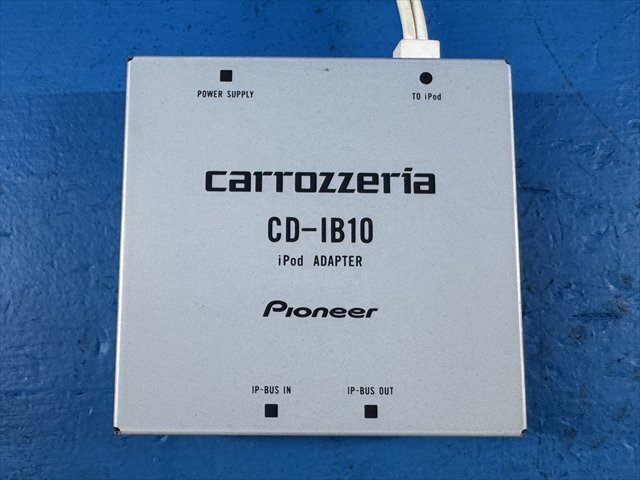 POWER SUPPLY
TO iPod
carrozzeria
CD-IB10
iPod ADAPTER
Pioneer
IP-BUS IN
IP-BUS OUT